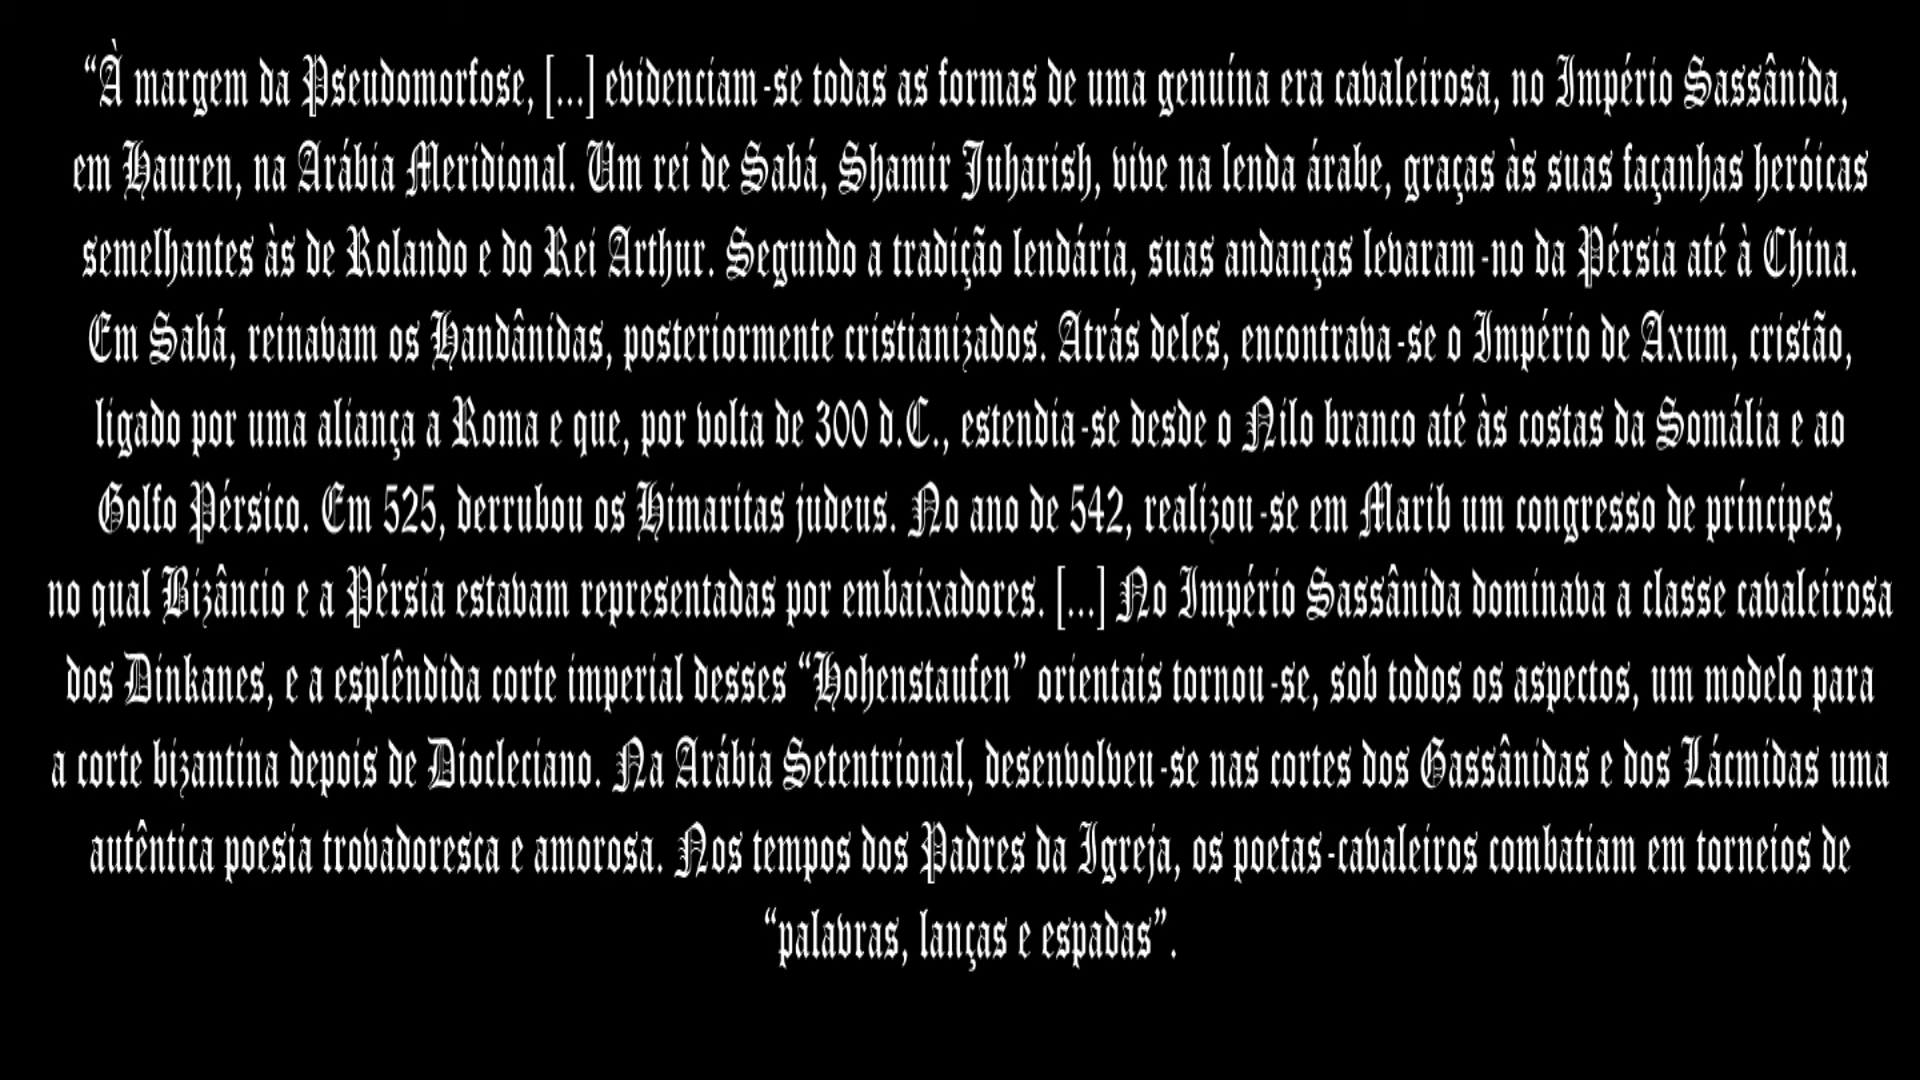 “À margem da Pseudomorfose, [...] evidenciam-se todas as formas de uma genuína era cavaleirosa, no Império Sassânida,
em Hauren, na Arábia Meridional. Um rei de Sabá, Shamir Juharish, vive na lenda árabe, graças às suas façanhas heróicas
semelhantes às de Rolando e do Rei Arthur. Segundo a tradição lendária, suas andanças levaram-no da Pérsia até à China.
Em Sabá, reinavam os Handânidas, posteriormente cristianizados. Atrás deles, encontrava-se o Império de Axum, cristão,
ligado por uma aliança a Roma e que, por volta de 300 d.C., estendia-se desde o Nilo branco até às costas da Somália e ao
Golfo Pérsico. Em 525, derrubou os Himaritas judeus. No ano de 542, realizou-se em Marib um congresso de príncipes,
no qual Bizâncio e a Pérsia estavam representadas por embaixadores. [...] No Império Sassânida dominava a classe cavaleirosa
dos Dinkanes, e a esplêndida corte imperial desses “Hohenstaufen” orientais tornou-se, sob todos os aspectos, um modelo para
a corte bizantina depois de Diocleciano. Na Arábia Setentrional, desenvolveu-se nas cortes dos Gassânidas e dos Lácmidas uma
autêntica poesia trovadoresca e amorosa. Nos tempos dos Padres da Igreja, os poetas-cavaleiros combatiam em torneios de
“palavras, lanças e espadas”.